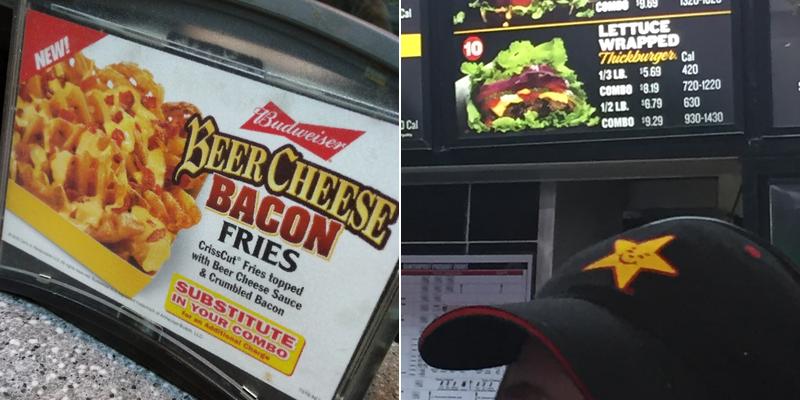 NEW!
Budweiser
BEER CHEESE
BACON
FRIES
CrissCut® Fries topped
with Beer Cheese Sauce
& Crumbled Bacon
SUBSTITUTE
IN YOUR COMBO
for an Additional Charge
Cal
COMBO $9.69 1320-1620
10
LETTUCE
WRAPPED
Thickburger. Cal
1/3 LB. $5.69 420
COMBO $8.19 720-1220
1/2 LB. $6.79 630
COMBO $9.29 930-1430
Cal